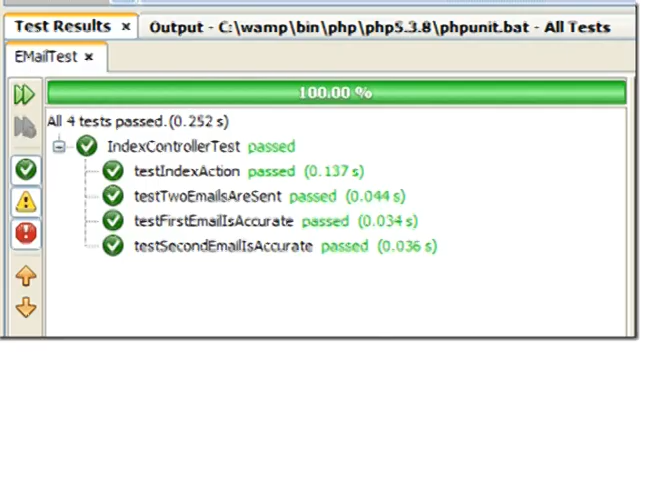 Test Results × Output - C:\wamp\bin\php\php5.3.8\phpunit.bat - All Tests
EMailTest ×
100.00 %
All 4 tests passed.(0.252 s)
IndexControllerTest passed
testIndexAction passed (0.137 s)
testTwoEmailsAreSent passed (0.044 s)
testFirstEmailIsAccurate passed (0.034 s)
testSecondEmailIsAccurate passed (0.036 s)